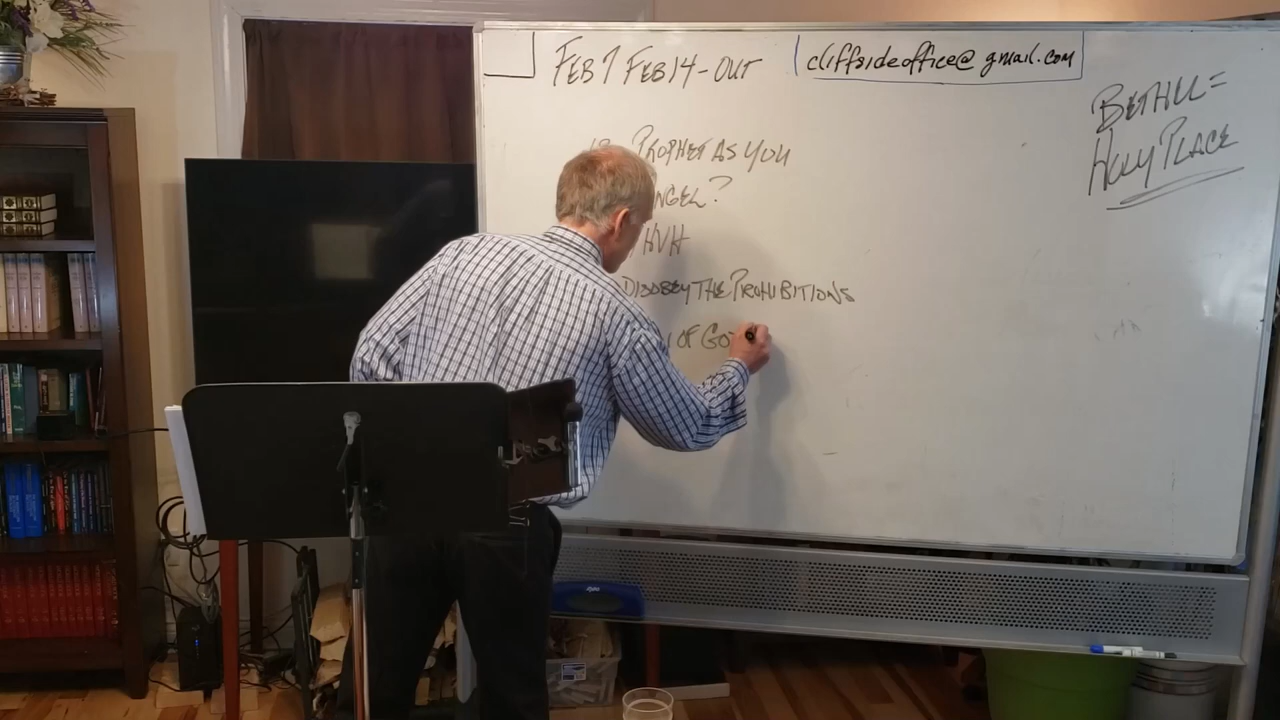 FEB 7 FEB 14-OUT
cliffsideoffice@gmail.com
BETHEL=
HOLY PLACE
PROPHET AS YOU
NGEL?
HVH
DISOBEY THE PROHIBITIONS
OF GO